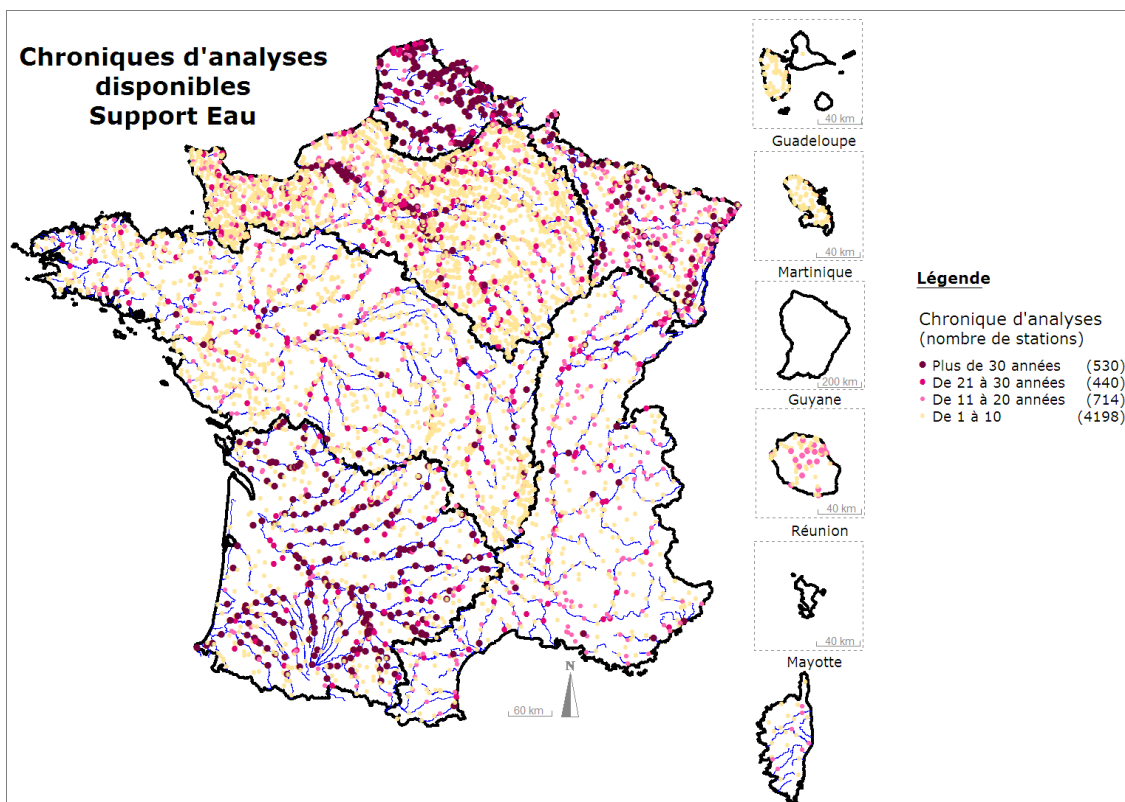 Chroniques d'analyses
disponibles
Support Eau
40 km
Guadeloupe
40 km
Martinique
200 km
Guyane
40 km
Réunion
40 km
Mayotte
N
60 km
Légende
Chronique d'analyses
(nombre de stations)
Plus de 30 années (530)
De 21 à 30 années (440)
De 11 à 20 années (714)
De 1 à 10 (4198)